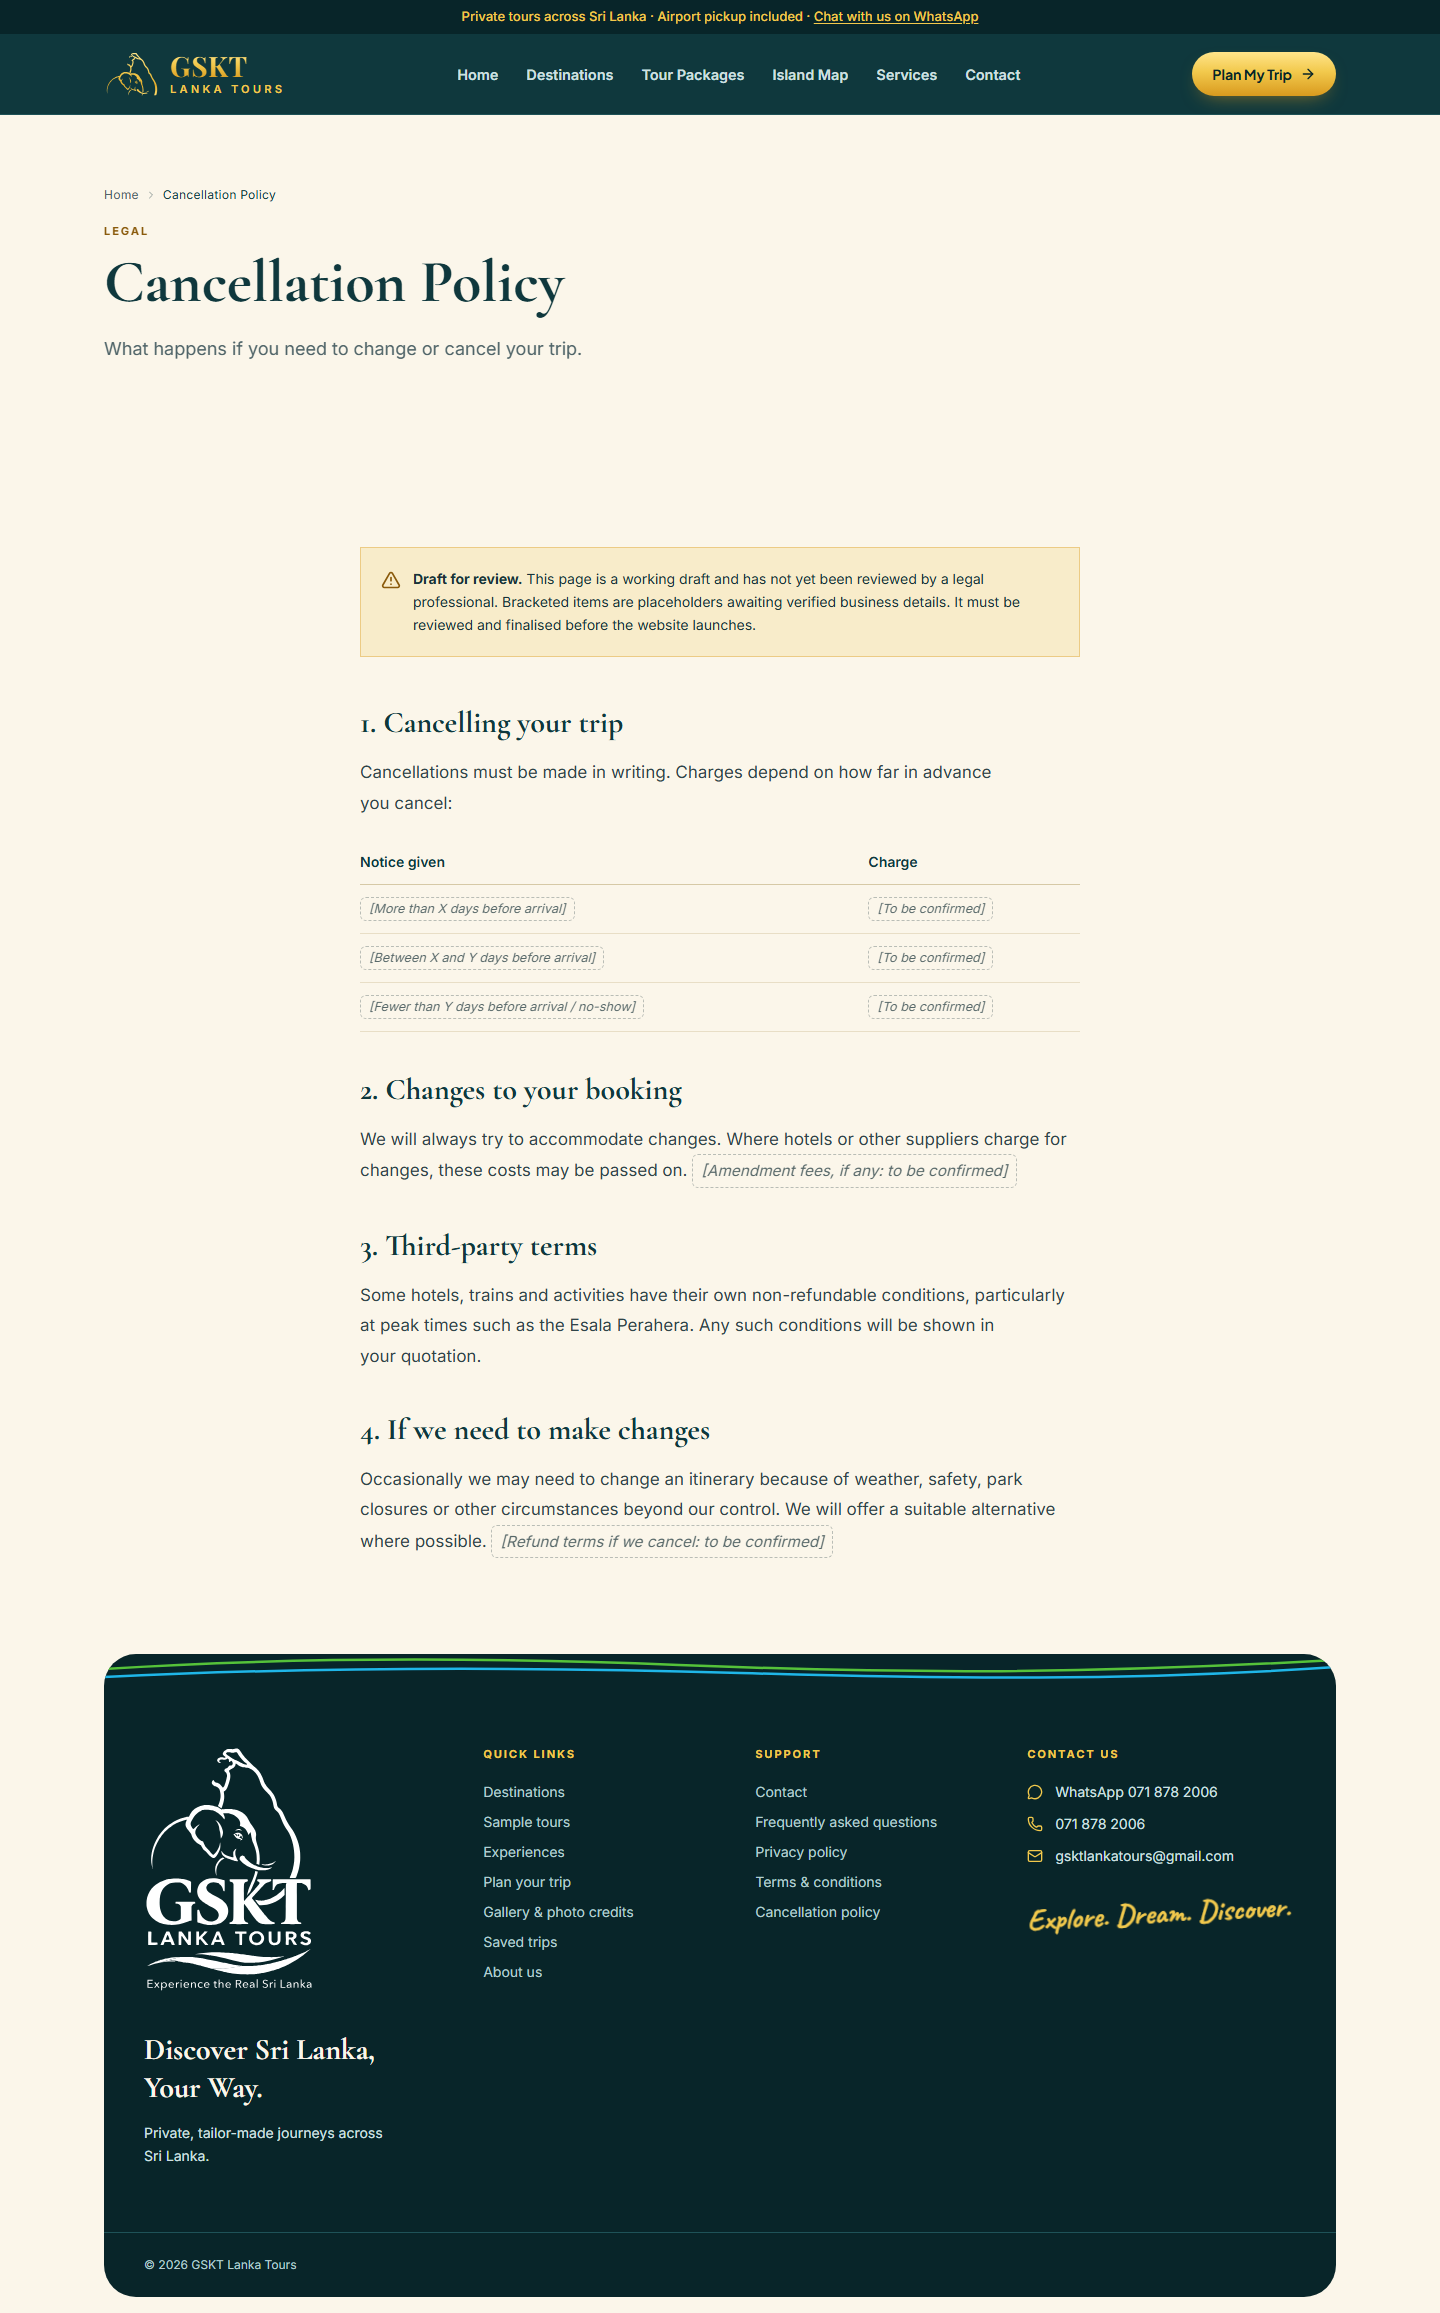 Private tours across Sri Lanka · Airport pickup included · Chat with us on WhatsApp
GSKT
LANKA TOURS
Home
Destinations
Tour Packages
Island Map
Services
Contact
Plan My Trip
Home
Cancellation Policy
LEGAL
Cancellation Policy
What happens if you need to change or cancel your trip.
Draft for review. This page is a working draft and has not yet been reviewed by a legal
professional. Bracketed items are placeholders awaiting verified business details. It must be
reviewed and finalised before the website launches.
1. Cancelling your trip
Cancellations must be made in writing. Charges depend on how far in advance
you cancel:
Notice given
Charge
[More than X days before arrival]
[To be confirmed]
[Between X and Y days before arrival]
[To be confirmed]
[Fewer than Y days before arrival / no-show]
[To be confirmed]
2. Changes to your booking
We will always try to accommodate changes. Where hotels or other suppliers charge for
changes, these costs may be passed on. [Amendment fees, if any: to be confirmed]
3. Third-party terms
Some hotels, trains and activities have their own non-refundable conditions, particularly
at peak times such as the Esala Perahera. Any such conditions will be shown in
your quotation.
4. If we need to make changes
Occasionally we may need to change an itinerary because of weather, safety, park
closures or other circumstances beyond our control. We will offer a suitable alternative
where possible. [Refund terms if we cancel: to be confirmed]
GSKT
LANKA TOURS
Experience the Real Sri Lanka
Discover Sri Lanka,
Your Way.
Private, tailor-made journeys across
Sri Lanka.
QUICK LINKS
Destinations
Sample tours
Experiences
Plan your trip
Gallery & photo credits
Saved trips
About us
SUPPORT
Contact
Frequently asked questions
Privacy policy
Terms & conditions
Cancellation policy
CONTACT US
WhatsApp 071 878 2006
071 878 2006
gsktlankatours@gmail.com
Explore. Dream. Discover.
© 2026 GSKT Lanka Tours